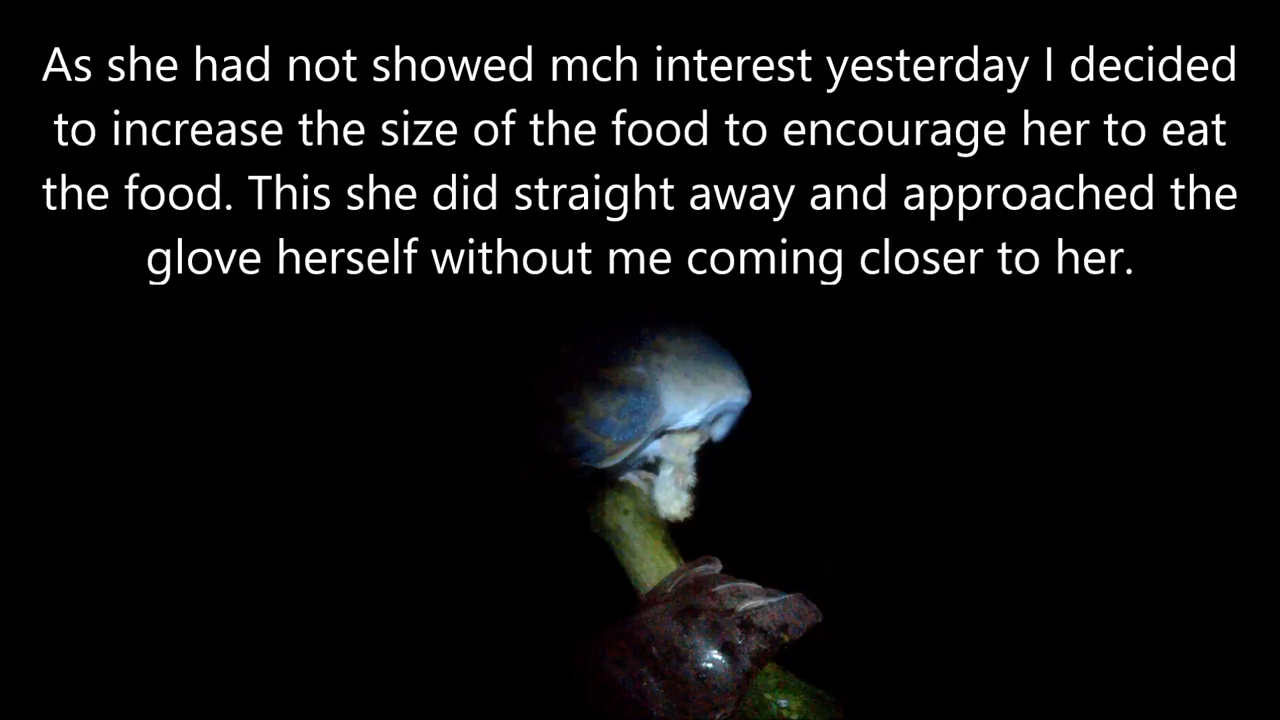 As she had not showed mch interest yesterday I decided
to increase the size of the food to encourage her to eat
the food. This she did straight away and approached the
glove herself without me coming closer to her.